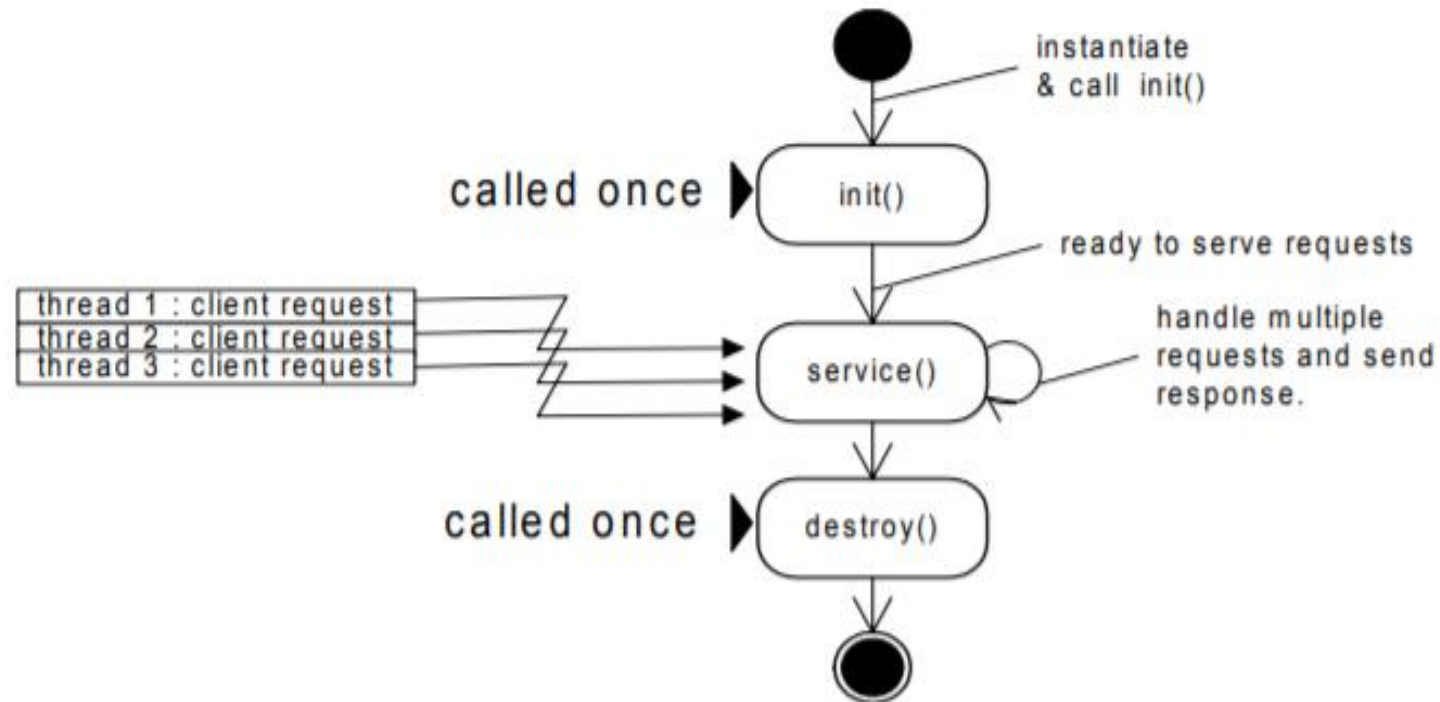 instantiate
& call init()
called once
init()
ready to serve requests
thread 1 : client request
thread 2 : client request
thread 3 : client request
service()
handle multiple
requests and send
response.
called once
destroy()